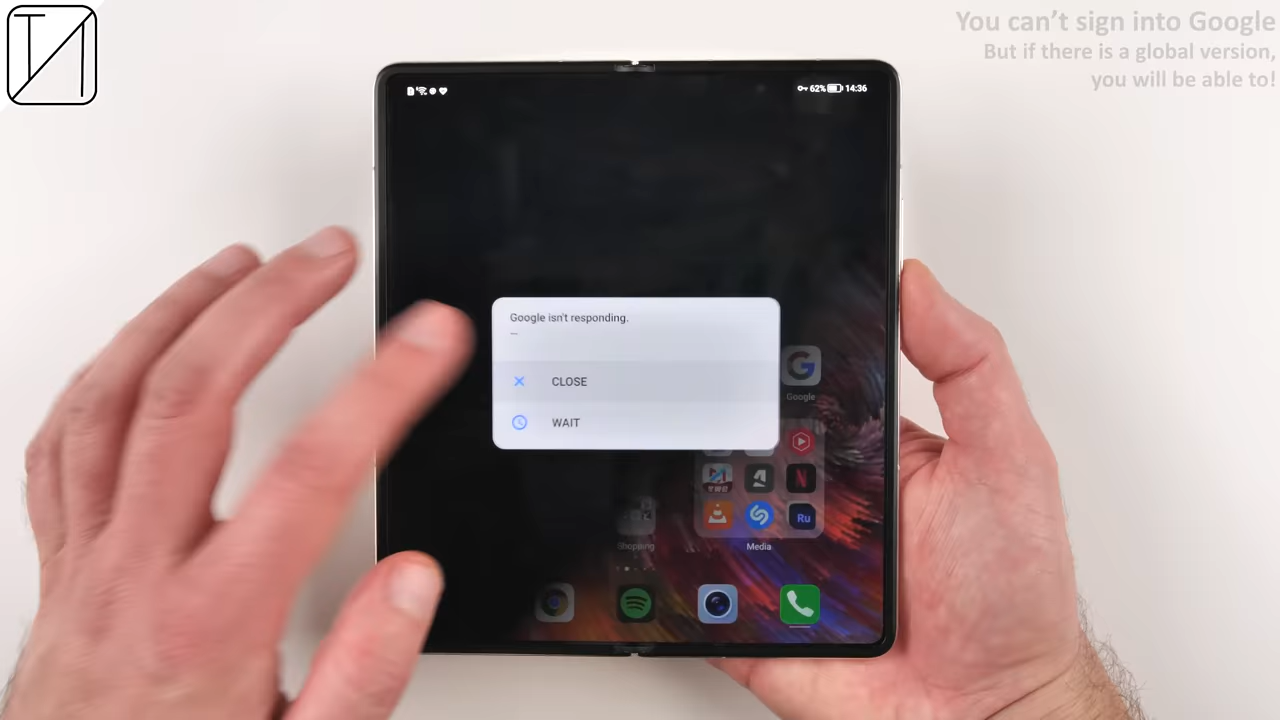 You can’t sign into Google
But if there is a global version,
you will be able to!
62% 14:36
Google isn't responding.
CLOSE
WAIT
Google
Ru
Shopping
Media